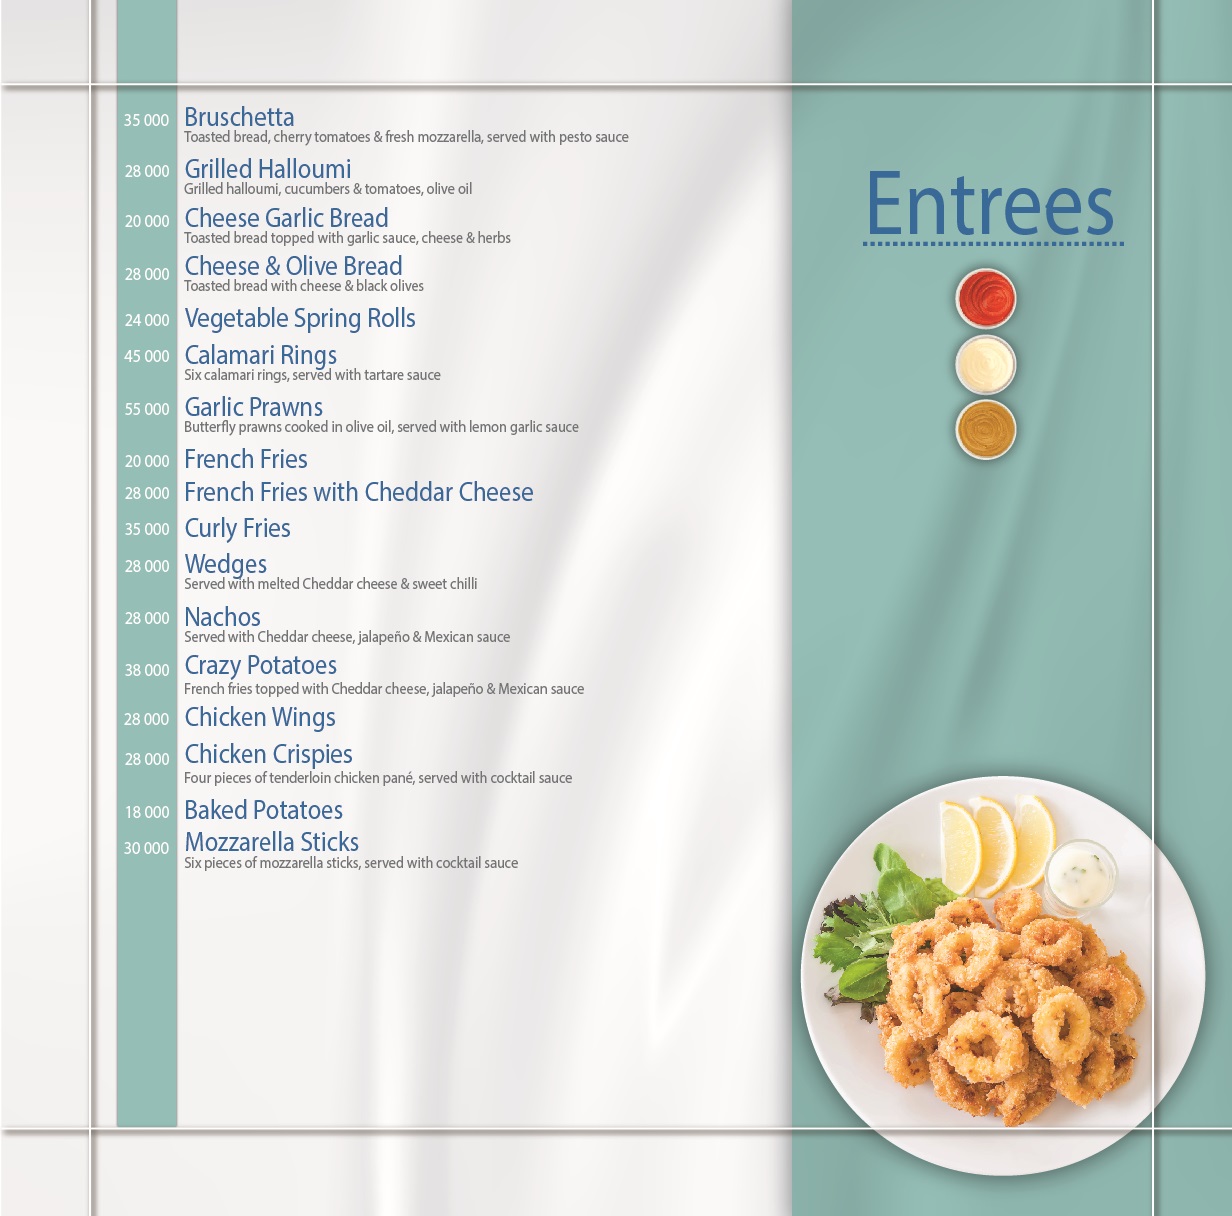 Entrees
35 000 Bruschetta
Toasted bread, cherry tomatoes & fresh mozzarella, served with pesto sauce
28 000 Grilled Halloumi
Grilled halloumi, cucumbers & tomatoes, olive oil
20 000 Cheese Garlic Bread
Toasted bread topped with garlic sauce, cheese & herbs
28 000 Cheese & Olive Bread
Toasted bread with cheese & black olives
24 000 Vegetable Spring Rolls
45 000 Calamari Rings
Six calamari rings, served with tartare sauce
55 000 Garlic Prawns
Butterfly prawns cooked in olive oil, served with lemon garlic sauce
20 000 French Fries
28 000 French Fries with Cheddar Cheese
35 000 Curly Fries
28 000 Wedges
Served with melted Cheddar cheese & sweet chilli
28 000 Nachos
Served with Cheddar cheese, jalapeño & Mexican sauce
38 000 Crazy Potatoes
French fries topped with Cheddar cheese, jalapeño & Mexican sauce
28 000 Chicken Wings
28 000 Chicken Crispies
Four pieces of tenderloin chicken pané, served with cocktail sauce
18 000 Baked Potatoes
30 000 Mozzarella Sticks
Six pieces of mozzarella sticks, served with cocktail sauce